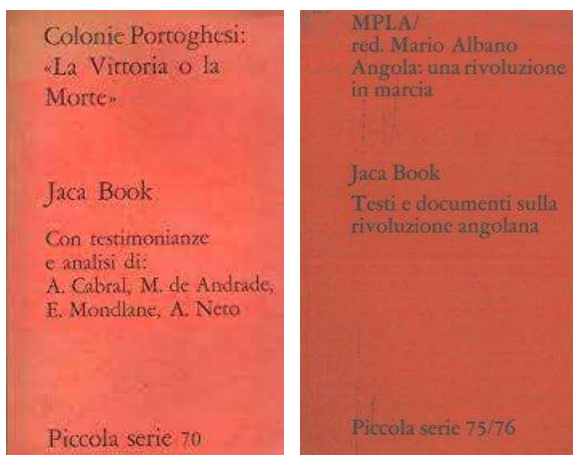 Colonie Portoghesi:
«La Vittoria o la
Morte»
Jaca Book
Con testimonianze
e analisi di:
A. Cabral, M. de Andrade,
E. Mondlane, A. Neto
Piccola serie 70
MPLA/
red. Mario Albano
Angola: una rivoluzione
in marcia
Jaca Book
Testi e documenti sulla
rivoluzione angolana
Piccola serie 75/76